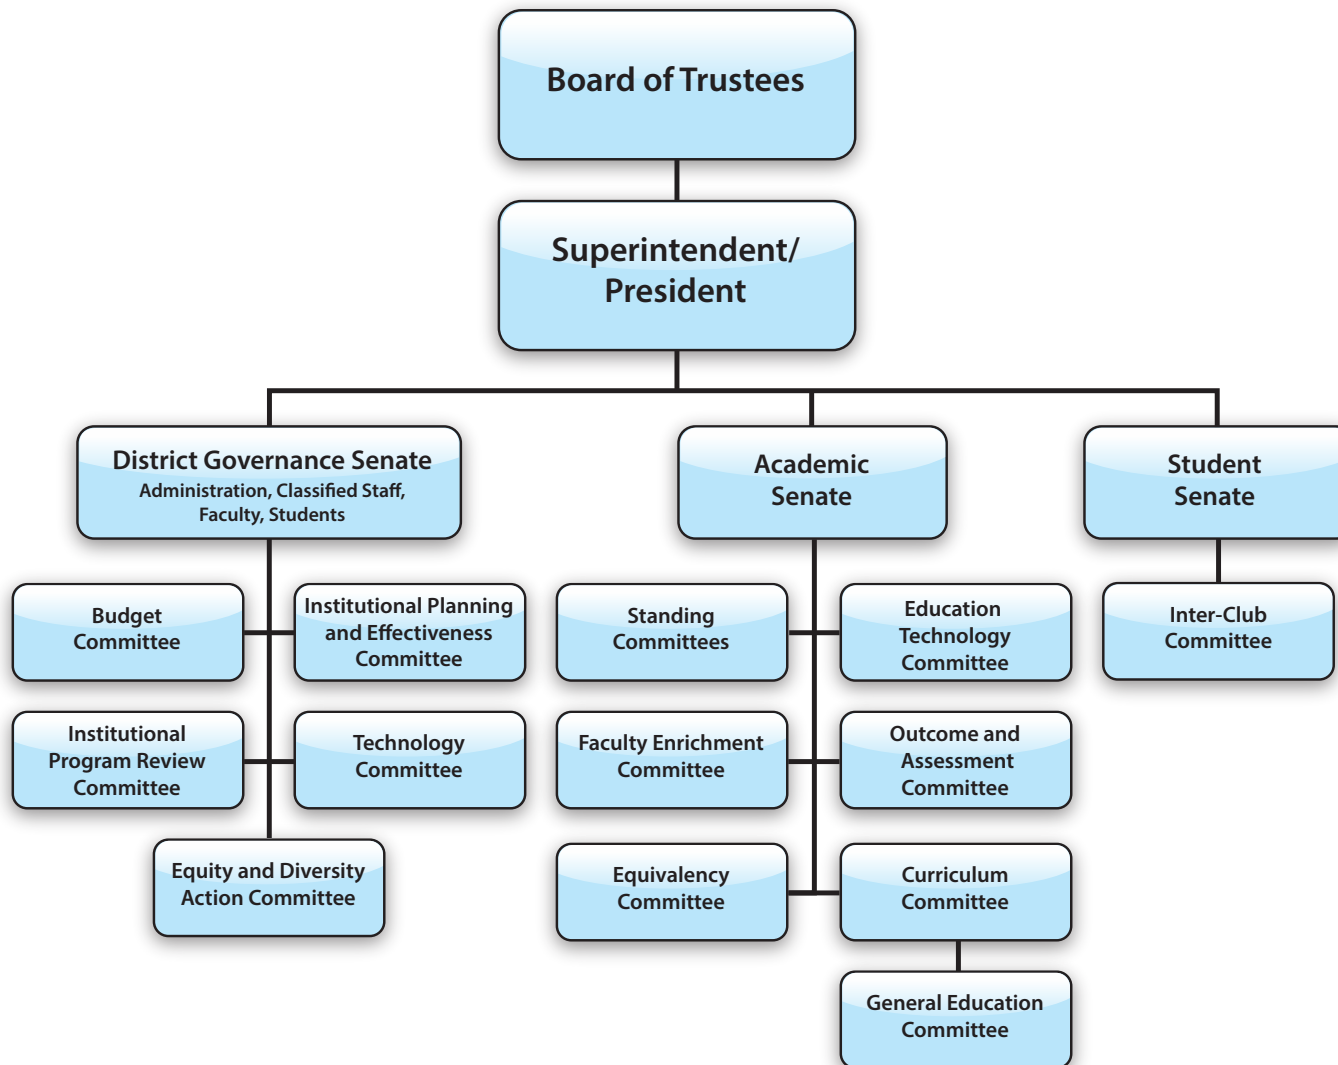 Board of Trustees
Superintendent/
President
District Governance Senate
Administration, Classified Staff,
Faculty, Students
Academic
Senate
Student
Senate
Budget
Committee
Institutional Planning
and Effectiveness
Committee
Standing
Committees
Education
Technology
Committee
Inter-Club
Committee
Institutional
Program Review
Committee
Technology
Committee
Faculty Enrichment
Committee
Outcome and
Assessment
Committee
Equity and Diversity
Action Committee
Equivalency
Committee
Curriculum
Committee
General Education
Committee